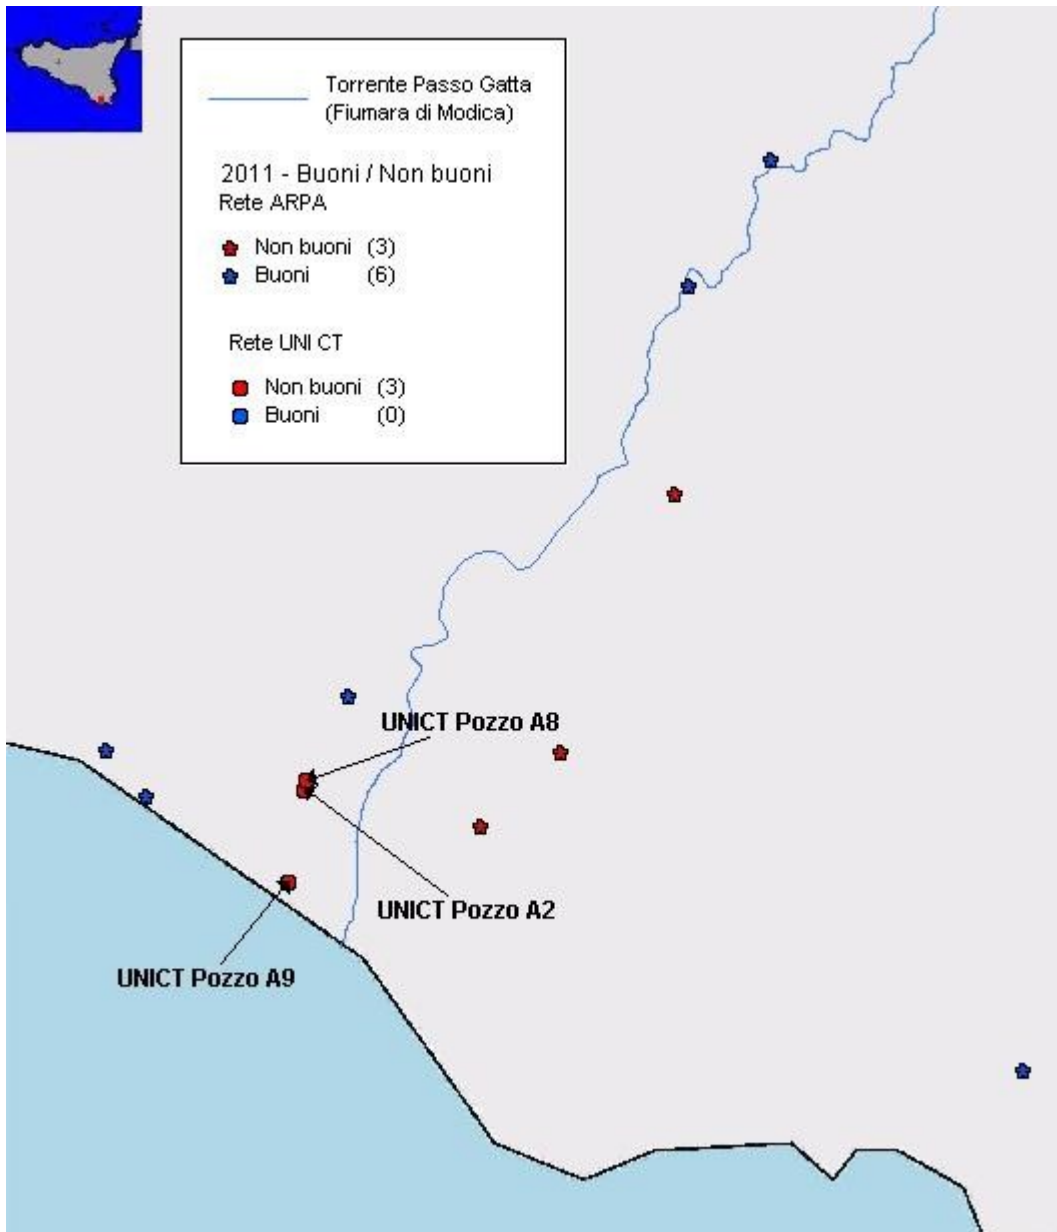 Torrente Passo Gatta
(Fiumara di Modica)
2011 - Buoni / Non buoni
Rete ARPA
Non buoni (3)
Buoni (6)
Rete UNI CT
Non buoni (3)
Buoni (0)
UNICT Pozzo A8
UNICT Pozzo A2
UNICT Pozzo A9